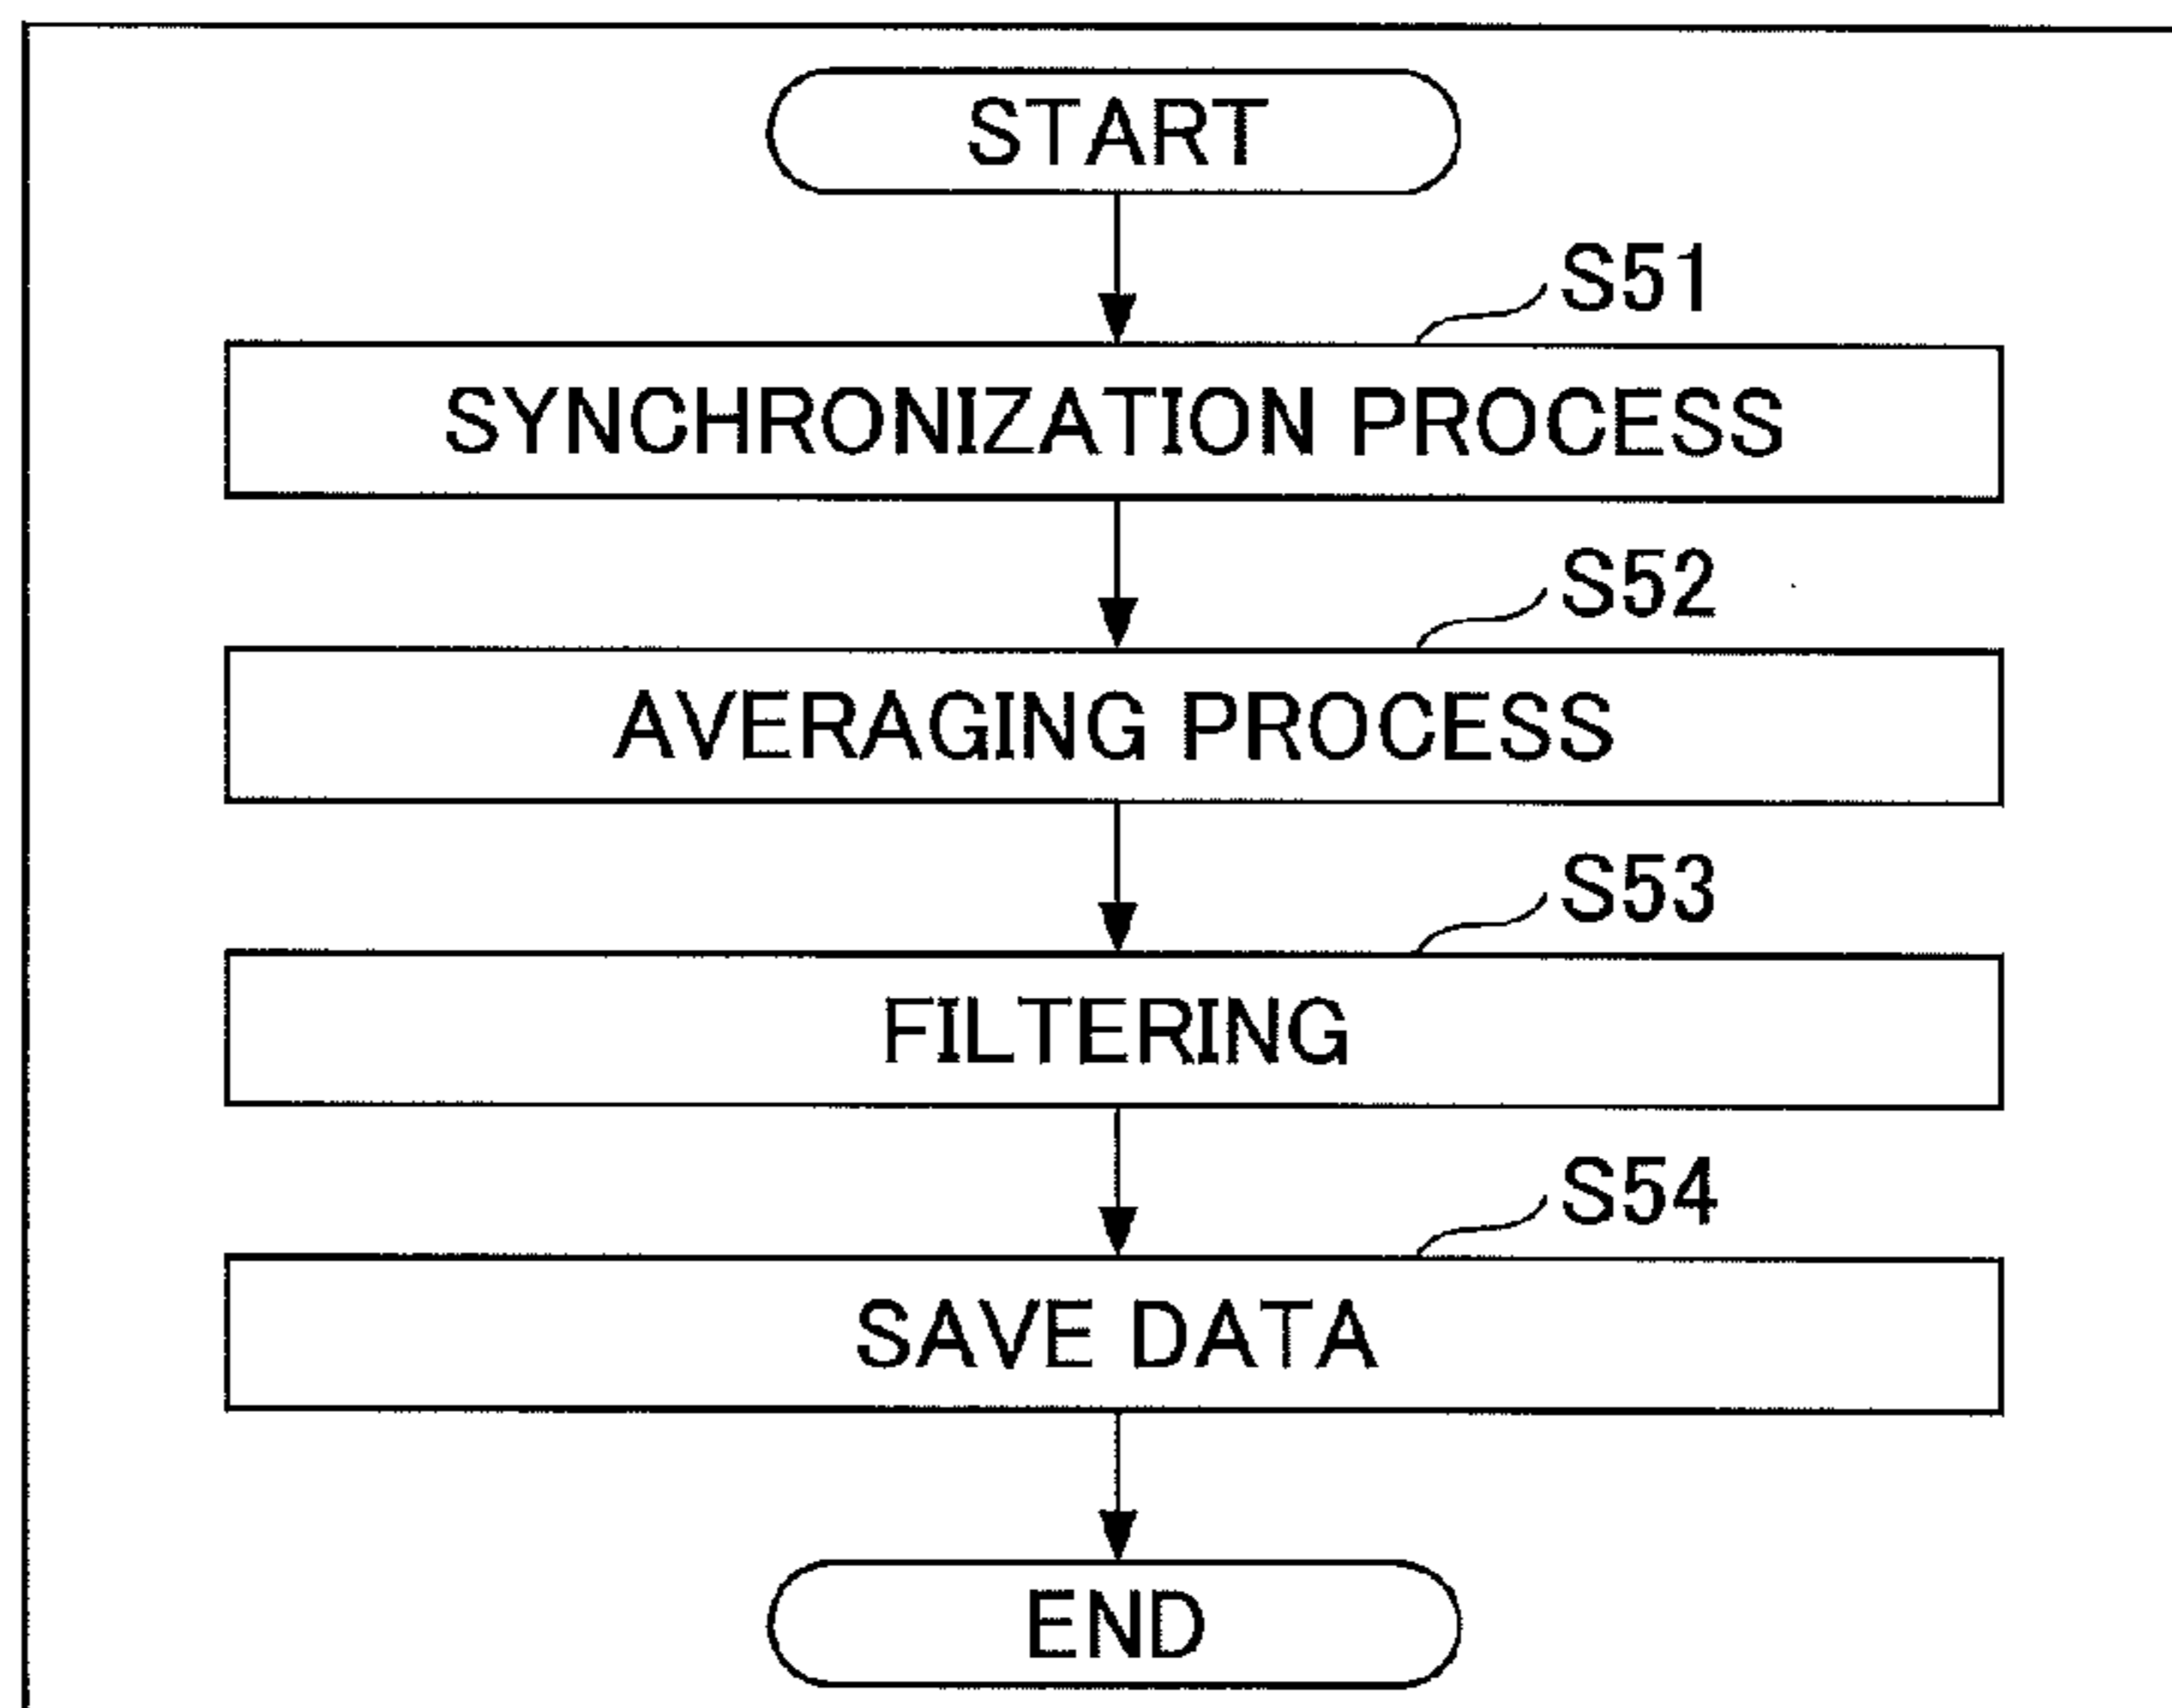 START
S51
SYNCHRONIZATION PROCESS
S52
AVERAGING PROCESS
S53
FILTERING
S54
SAVE DATA
END